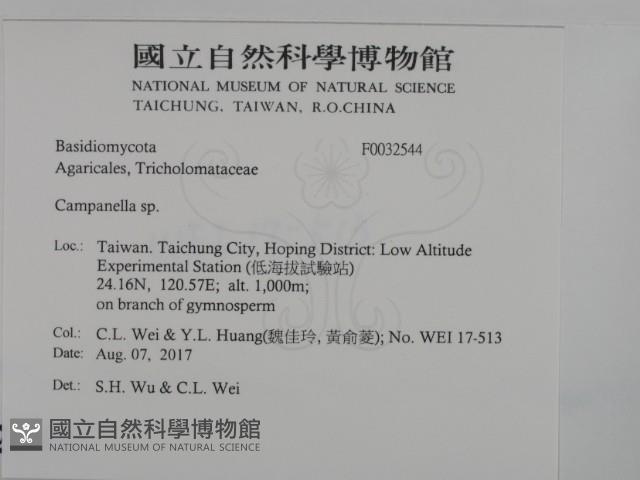 國立自然科學博物館
NATIONAL MUSEUM OF NATURAL SCIENCE
TAICHUNG, TAIWAN, R.O.CHINA
Basidiomycota F0032544
Agaricales, Tricholomataceae
Campanella sp.
Loc.: Taiwan. Taichung City, Hoping District: Low Altitude
Experimental Station (低海拔試驗站)
24.16N, 120.57E; alt. 1,000m;
on branch of gymnosperm
Col.: C.L. Wei & Y.L. Huang(魏佳玲, 黃俞菱); No. WEI 17-513
Date: Aug. 07, 2017
Det.: S.H. Wu & C.L. Wei
國立自然科學博物館
NATIONAL MUSEUM OF NATURAL SCIENCE